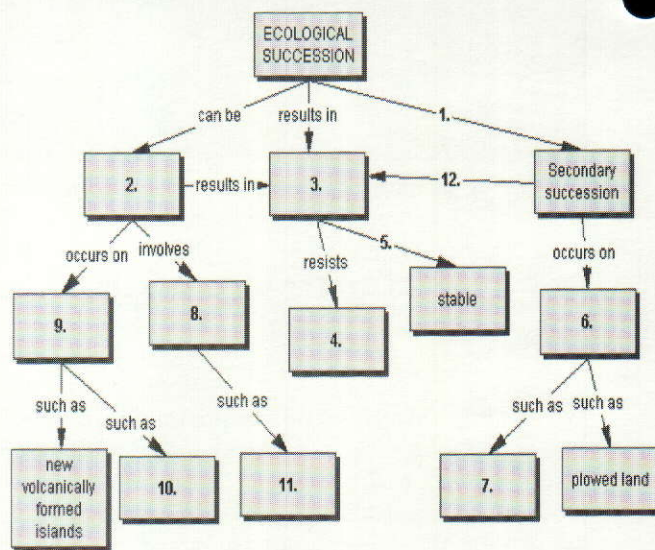 ECOLOGICAL
SUCCESSION
can be
results in
1.
2.
results in
3.
12.
Secondary
succession
occurs on
involves
resists
5.
occurs on
9.
8.
4.
stable
6.
such as
such as
such as
such as
such as
new
volcanically
formed
islands
10.
11.
7.
plowed land